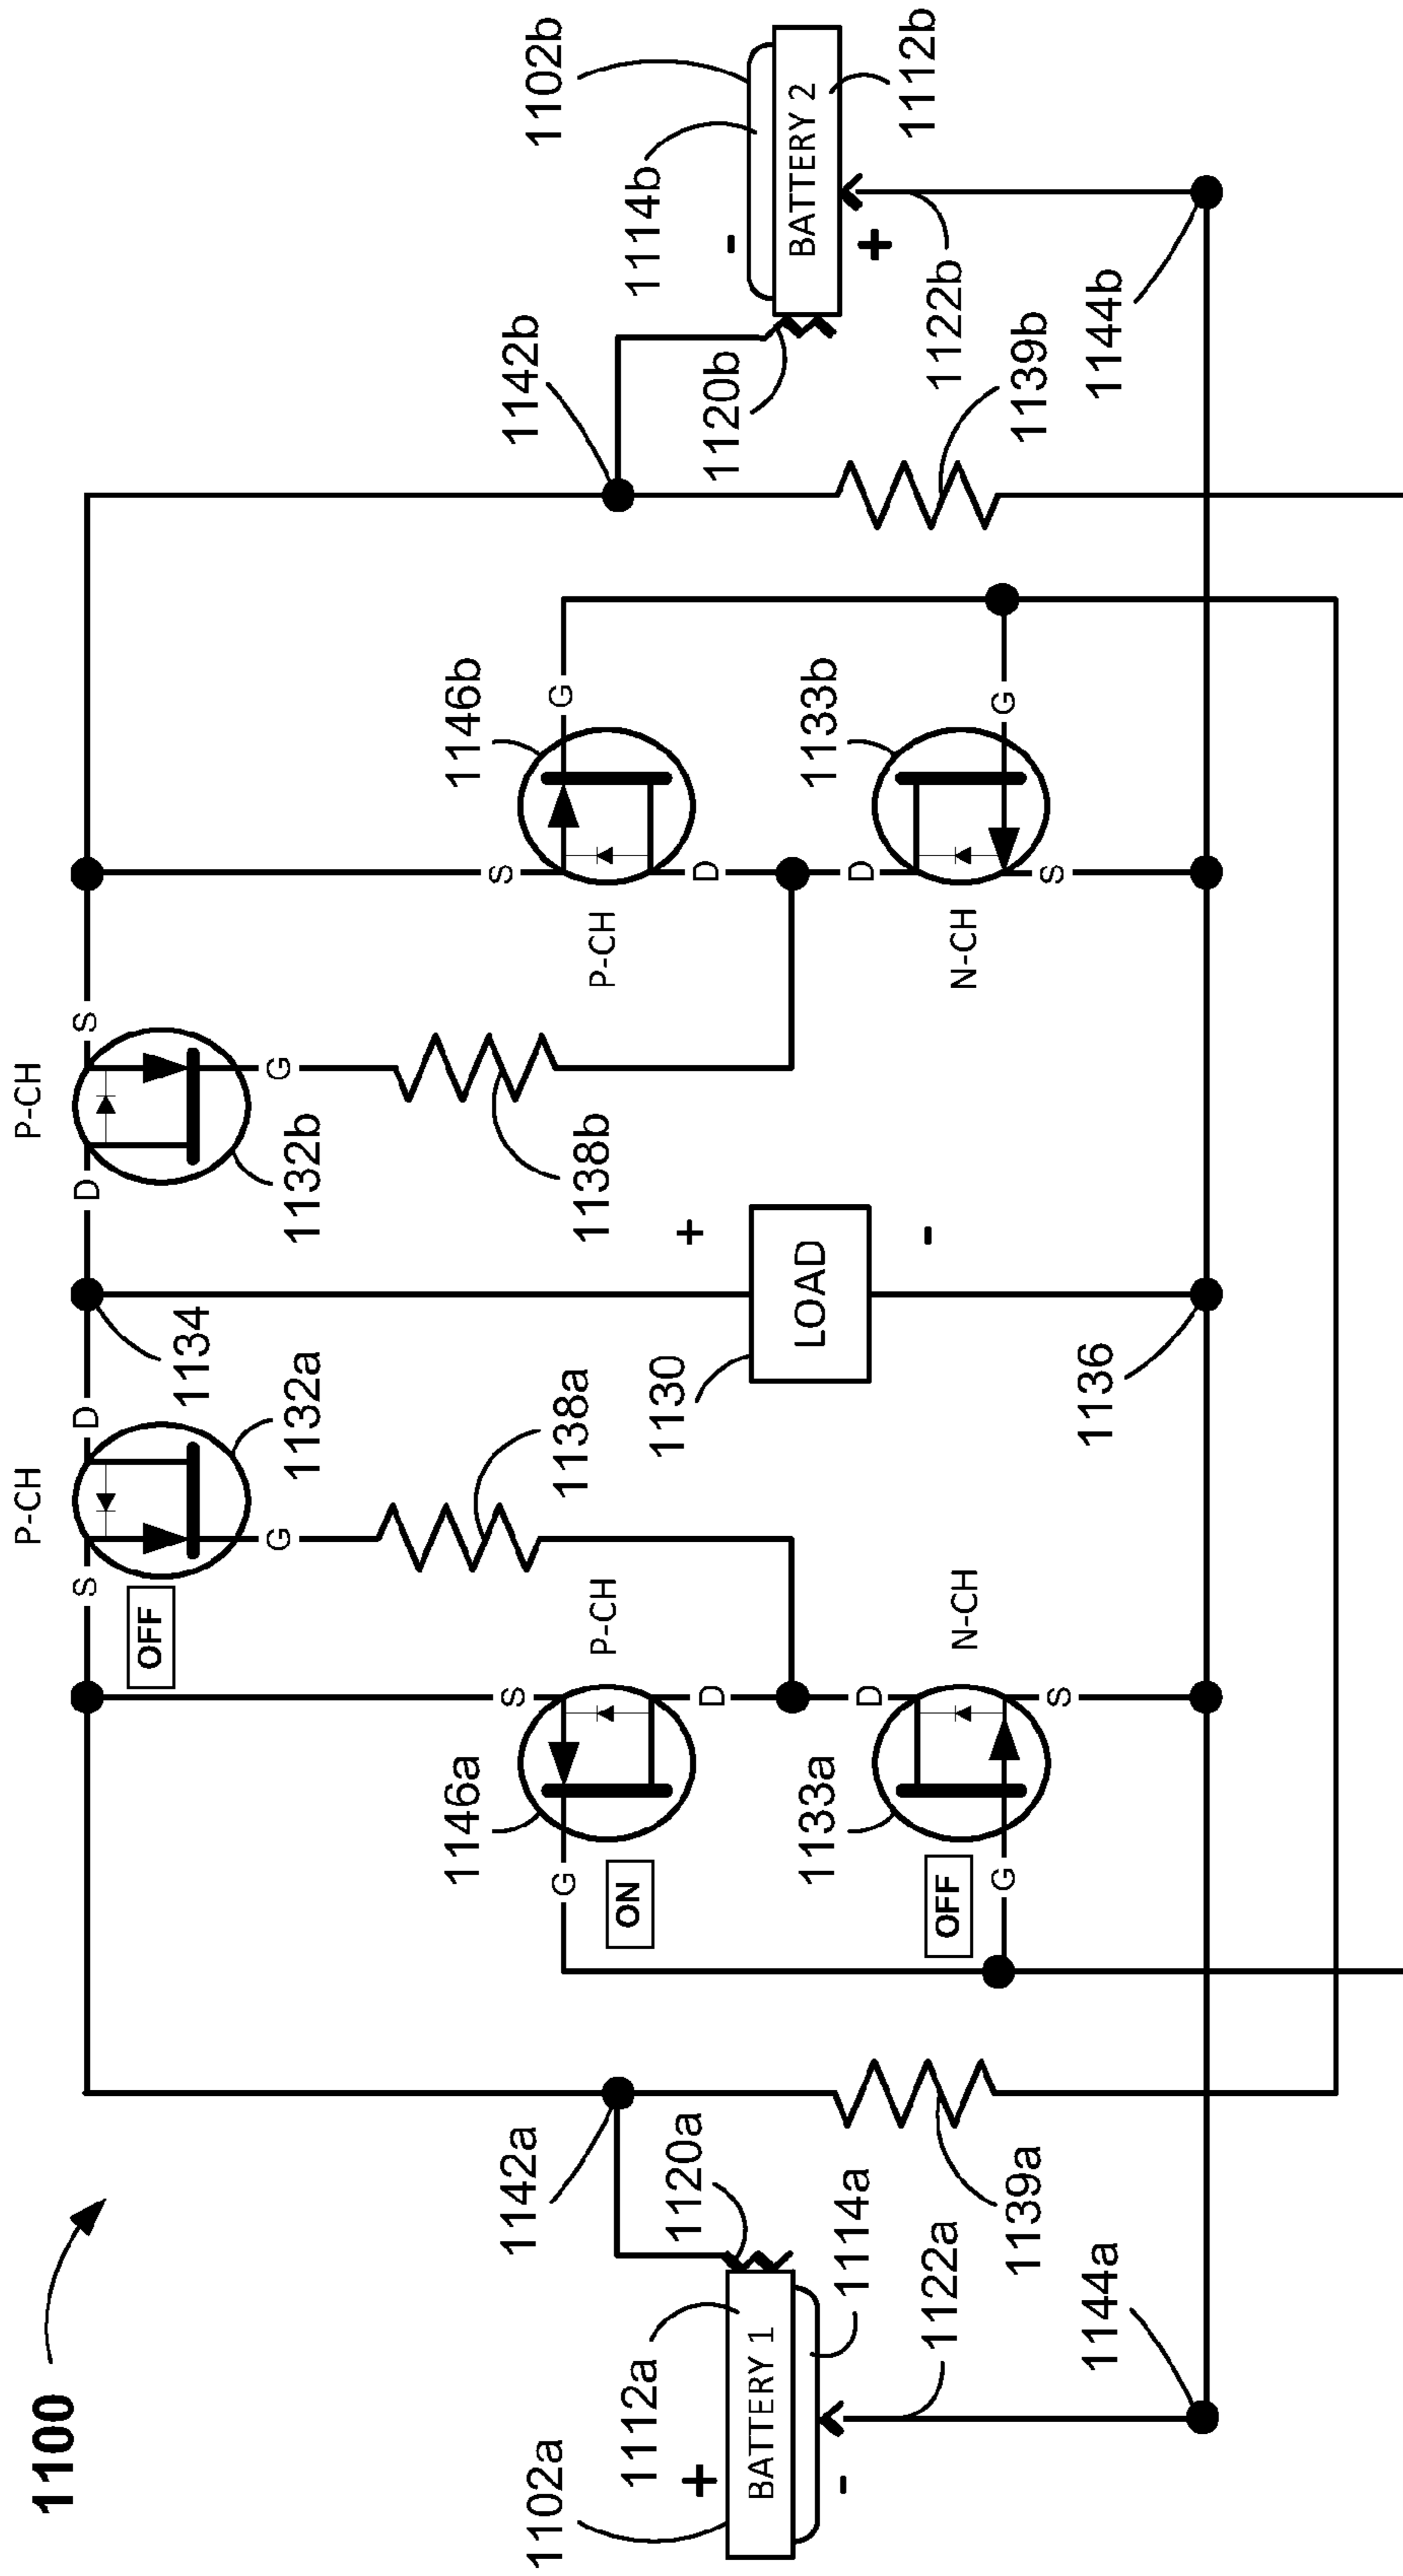 1100
P-CH
P-CH
S
D
D
S
OFF
1132a
1134
1132b
G
G
1142a
1142b
1102b
1138a
1138b
1146a
G
S
P-CH
P-CH
S
G
1146b
1114b
ON
D
D
-
BATTERY 2
+
1112b
1120b
1102a
+
1112a
BATTERY 1
-
1120a
1114a
1130
+
LOAD
-
1133a
D
D
1133b
OFF
G
N-CH
N-CH
G
S
S
1122a
1139a
1122b
1139b
1144a
1136
1144b